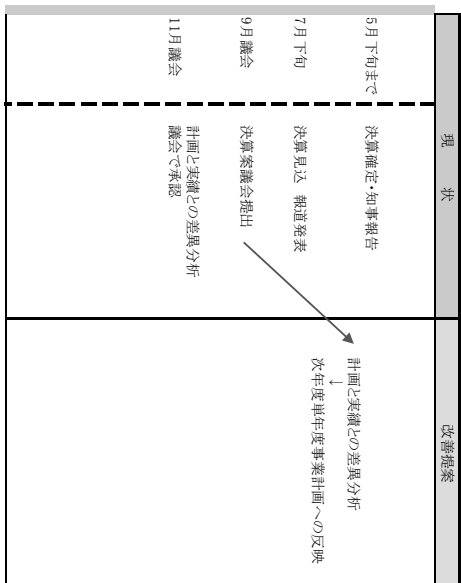 現　状
改善提案
5月下旬まで　決算確定・知事報告
7月下旬　決算見込　報道発表
9月議会　決算案議会提出
11月議会　計画と実績との差異分析
議会で承認
計画と実績との差異分析
↓
次年度単年度事業計画への反映